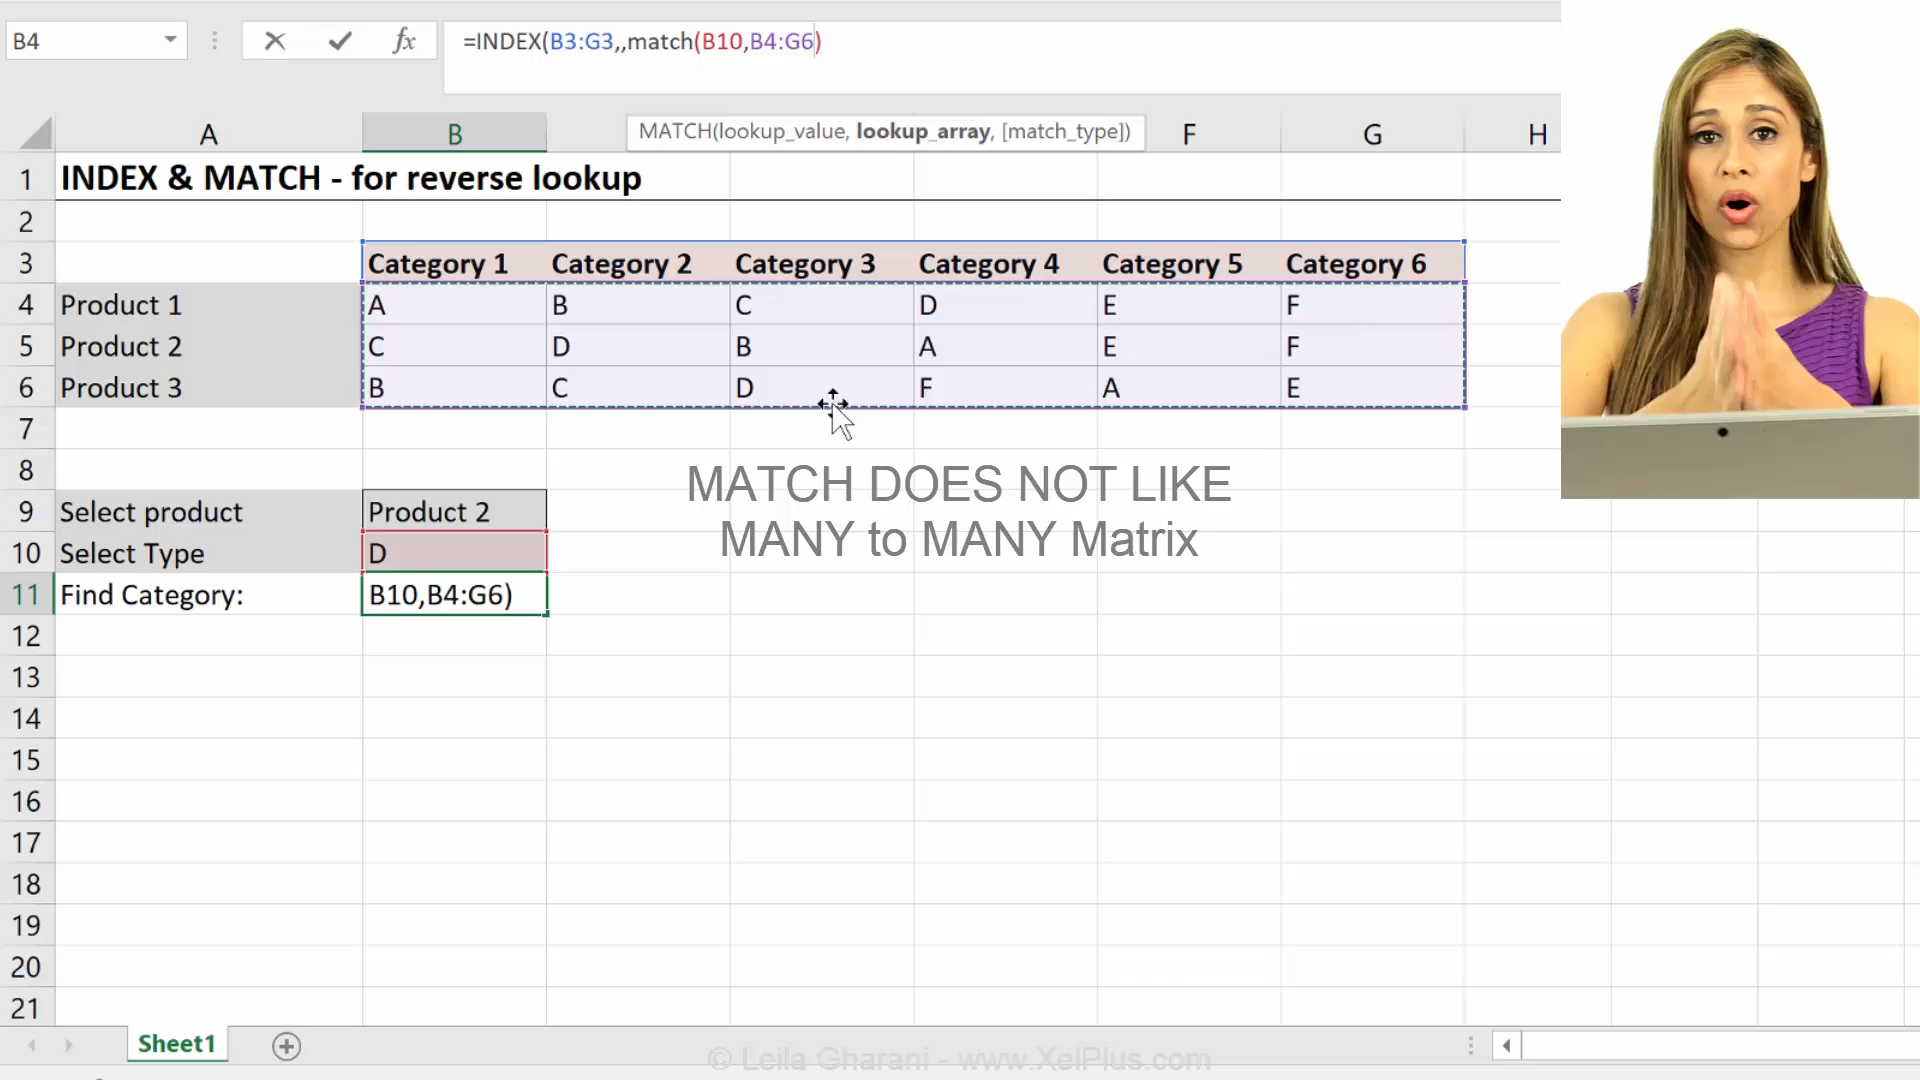 B4 fx =INDEX(B3:G3,,match(B10,B4:G6)
MATCH(lookup_value, lookup_array, [match_type])
A B F G H
1 INDEX & MATCH - for reverse lookup
2
3 Category 1 Category 2 Category 3 Category 4 Category 5 Category 6
4 Product 1 A B C D E F
5 Product 2 C D B A E F
6 Product 3 B C D F A E
7
8
MATCH DOES NOT LIKE
MANY to MANY Matrix
9 Select product Product 2
10 Select Type D
11 Find Category: B10,B4:G6)
12
13
14
15
16
17
18
19
20
21
Sheet1
© Leila Gharani - www.XelPlus.com